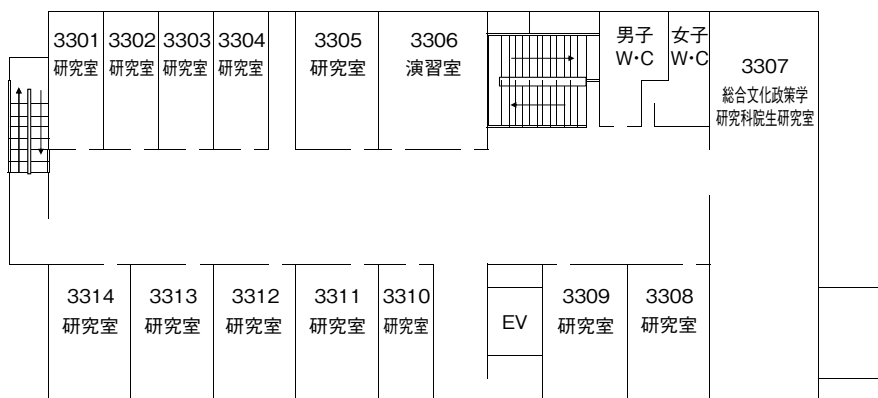 3301
研究室
3302
研究室
3303
研究室
3304
研究室
3305
研究室
3306
演習室
男子
W・C
女子
W・C
3307
総合文化政策学
研究科院生研究室
3314
研究室
3313
研究室
3312
研究室
3311
研究室
3310
研究室
EV
3309
研究室
3308
研究室